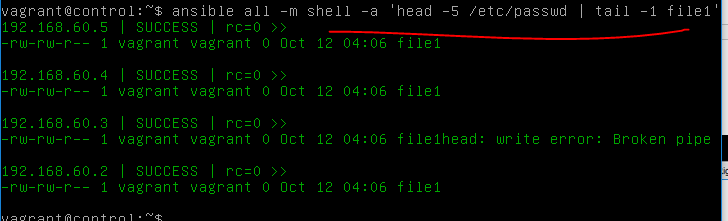 vagrant@control:~$ ansible all -m shell -a 'head -5 /etc/passwd | tail -1 file1'
192.168.60.5 | SUCCESS | rc=0 >>
-rw-rw-r-- 1 vagrant vagrant 0 Oct 12 04:06 file1
192.168.60.4 | SUCCESS | rc=0 >>
-rw-rw-r-- 1 vagrant vagrant 0 Oct 12 04:06 file1
192.168.60.3 | SUCCESS | rc=0 >>
-rw-rw-r-- 1 vagrant vagrant 0 Oct 12 04:06 file1head: write error: Broken pipe
192.168.60.2 | SUCCESS | rc=0 >>
-rw-rw-r-- 1 vagrant vagrant 0 Oct 12 04:06 file1
vagrant@control:~$